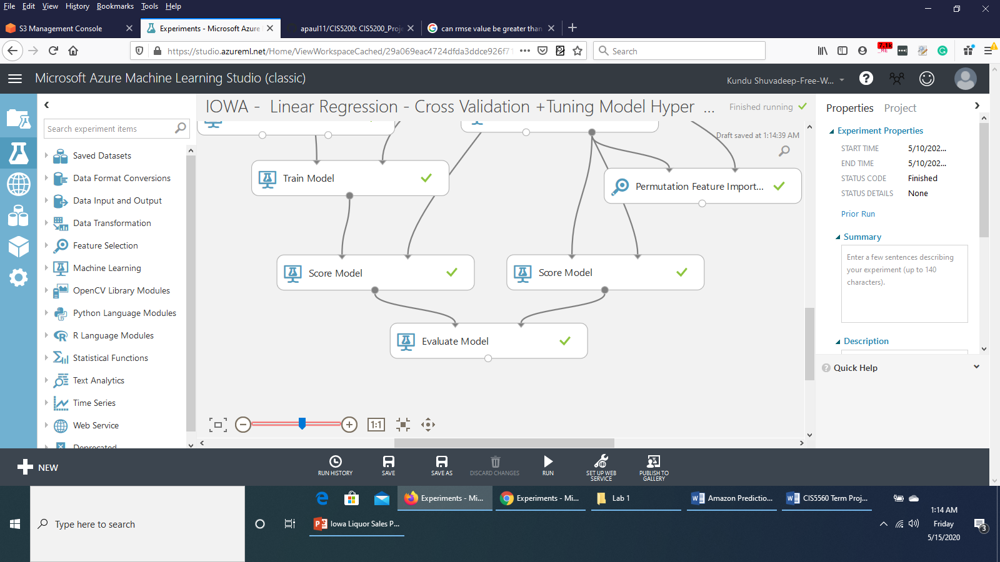 File Edit View History Bookmarks Tools Help
S3 Management Console
Experiments - Microsoft Azure
apaul11/CIS5200: CIS5200_Proje
can rmse value be greater than
https://studio.azureml.net/Home/ViewWorkspaceCached/29a069eac4724dfda3ddce926f71
Search
7.1k
ME
Microsoft Azure Machine Learning Studio (classic)
Kundu Shuvadeep-Free-W...
IOWA - Linear Regression - Cross Validation +Tuning Model Hyper ...
Finished running
Draft saved at 1:14:39 AM
Search experiment items
Saved Datasets
Data Format Conversions
Data Input and Output
Data Transformation
Feature Selection
Machine Learning
OpenCV Library Modules
Python Language Modules
R Language Modules
Statistical Functions
Text Analytics
Time Series
Web Service
Deprecated
Train Model
Permutation Feature Import...
Score Model
Score Model
Evaluate Model
1:1
Properties Project
Experiment Properties
START TIME 5/10/202...
END TIME 5/10/202...
STATUS CODE Finished
STATUS DETAILS None
Prior Run
Summary
Enter a few sentences describing
your experiment (up to 140
characters).
Description
Quick Help
NEW
RUN HISTORY
SAVE
SAVE AS
DISCARD CHANGES
RUN
SET UP WEB
SERVICE
PUBLISH TO
GALLERY
Experiments - Mi...
Experiments - Mi...
Lab 1
Amazon Predictio...
CIS5560 Term Proj...
Type here to search
Iowa Liquor Sales P...
1:14 AM
Friday
5/15/2020
3